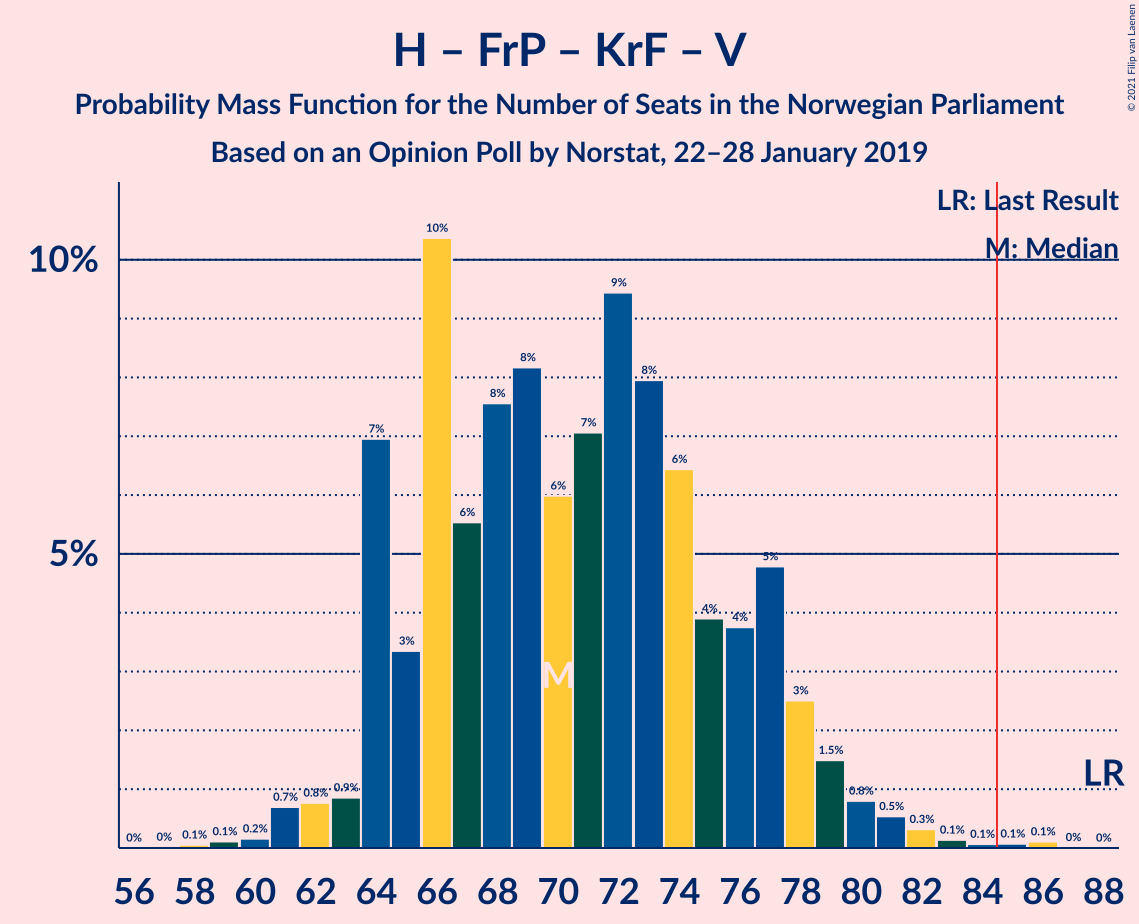 H – FrP – KrF – V
Probability Mass Function for the Number of Seats in the Norwegian Parliament
Based on an Opinion Poll by Norstat, 22–28 January 2019
© 2021 Filip van Laenen
LR: Last Result
M: Median
10%
5%
0% 0% 0.1% 0.1% 0.2% 0.7% 0.8% 0.9% 7% 3% 10% 6% 8% 8% 6% 7% 9% 8% 6% 4% 4% 5% 3% 1.5% 0.8% 0.5% 0.3% 0.1% 0.1% 0.1% 0.1% 0% 0%
M
LR
56 58 60 62 64 66 68 70 72 74 76 78 80 82 84 86 88